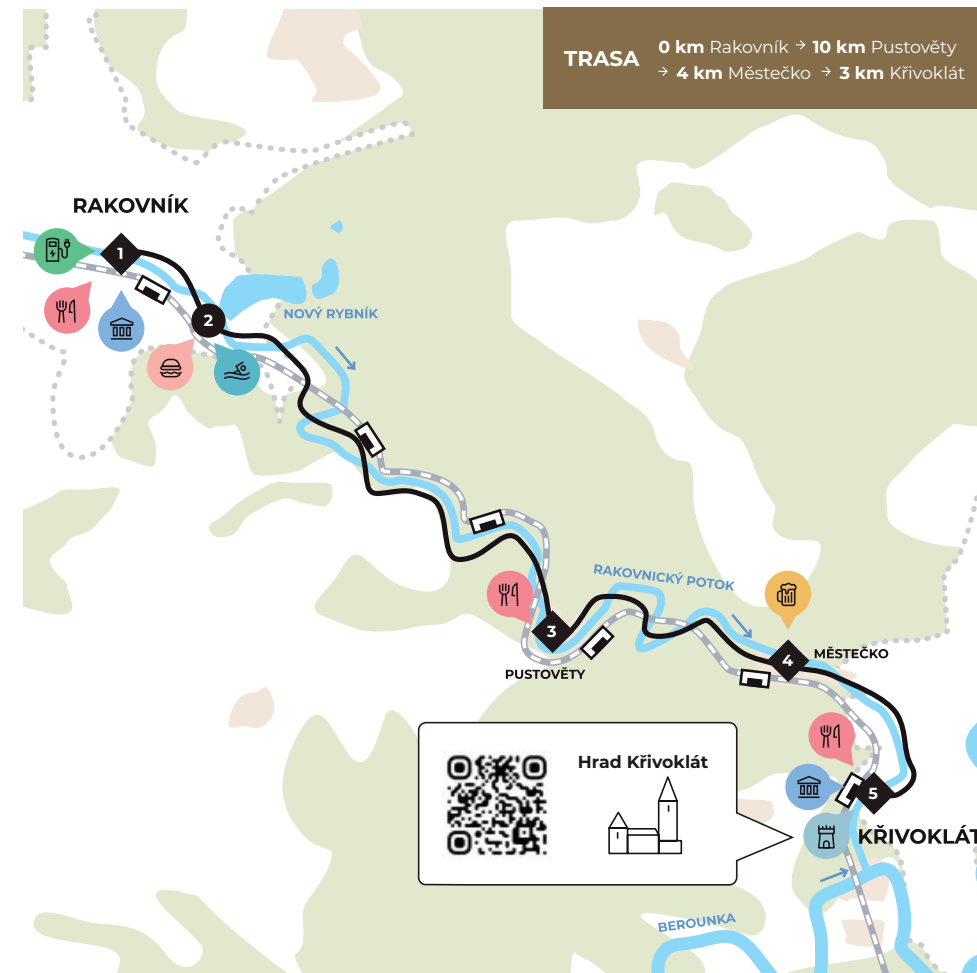 TRASA
0 km Rakovník → 10 km Pustověty
→ 4 km Městečko → 3 km Křivoklát
RAKOVNÍK
1
2
NOVÝ RYBNÍK
RAKOVNICKÝ POTOK
3
PUSTOVĚTY
4
MĚSTEČKO
Hrad Křivoklát
5
KŘIVOKLÁT
BEROUNKA